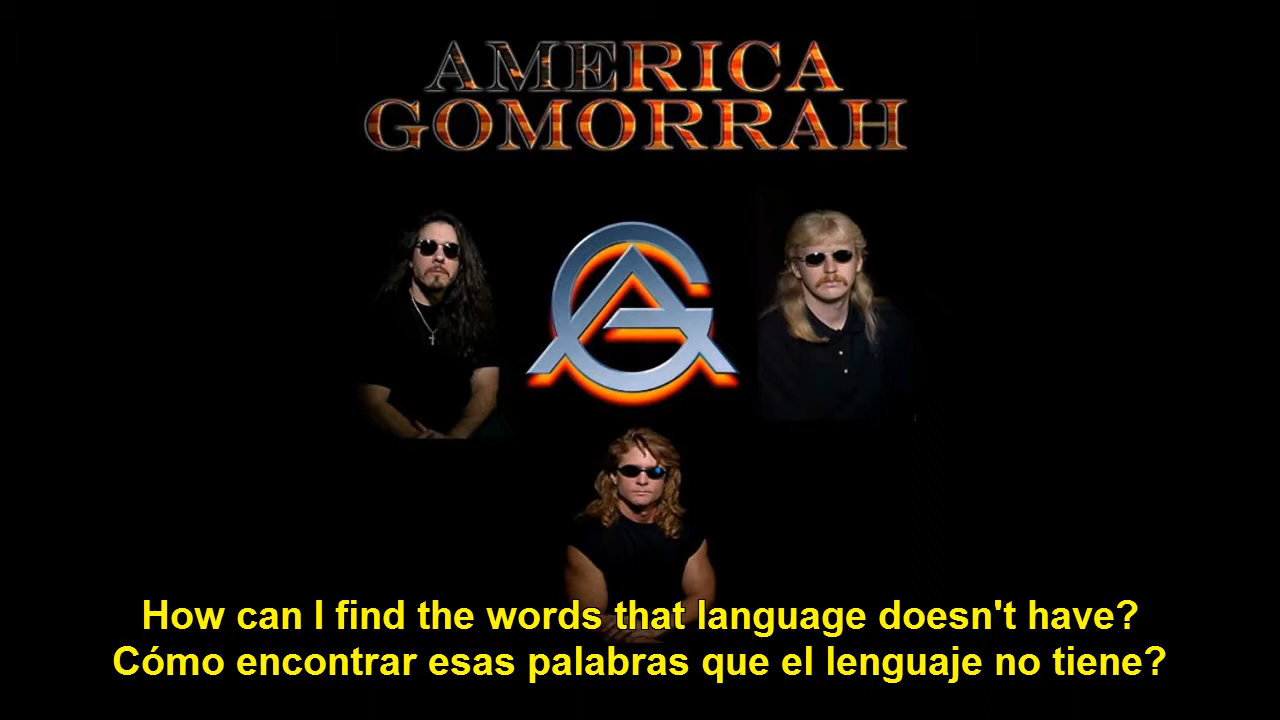 AMERICA
GOMORRAH
How can I find the words that language doesn't have?
Cómo encontrar esas palabras que el lenguaje no tiene?